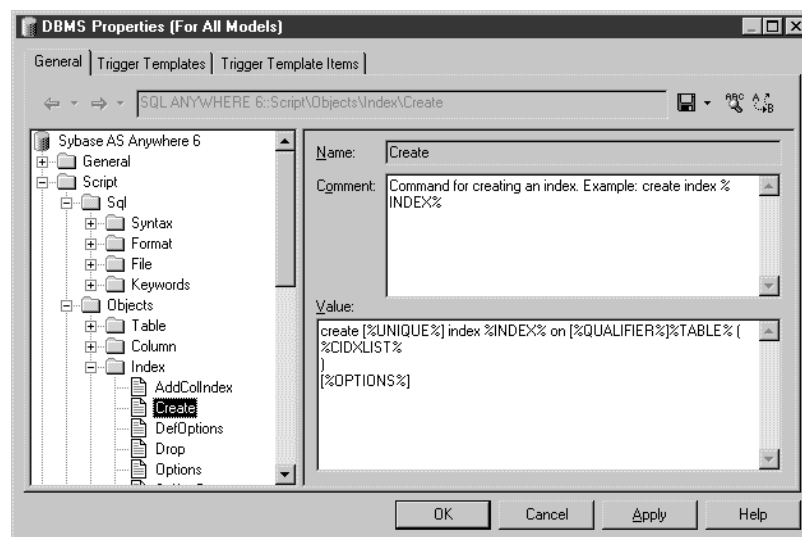 DBMS Properties (For All Models)
General
Trigger Templates
Trigger Template Items
SQL ANYWHERE 6::Script\Objects\Index\Create
ABC
A
B
Sybase AS Anywhere 6
General
Script
Sql
Syntax
Format
File
Keywords
Objects
Table
Column
Index
AddColIndex
Create
DefOptions
Drop
Options
Name:
Create
Comment:
Command for creating an index. Example: create index %
INDEX%
Value:
create [%UNIQUE%] index %INDEX% on [%QUALIFIER%]%TABLE% (
%CIDXLIST%
)
[%OPTIONS%]
OK
Cancel
Apply
Help